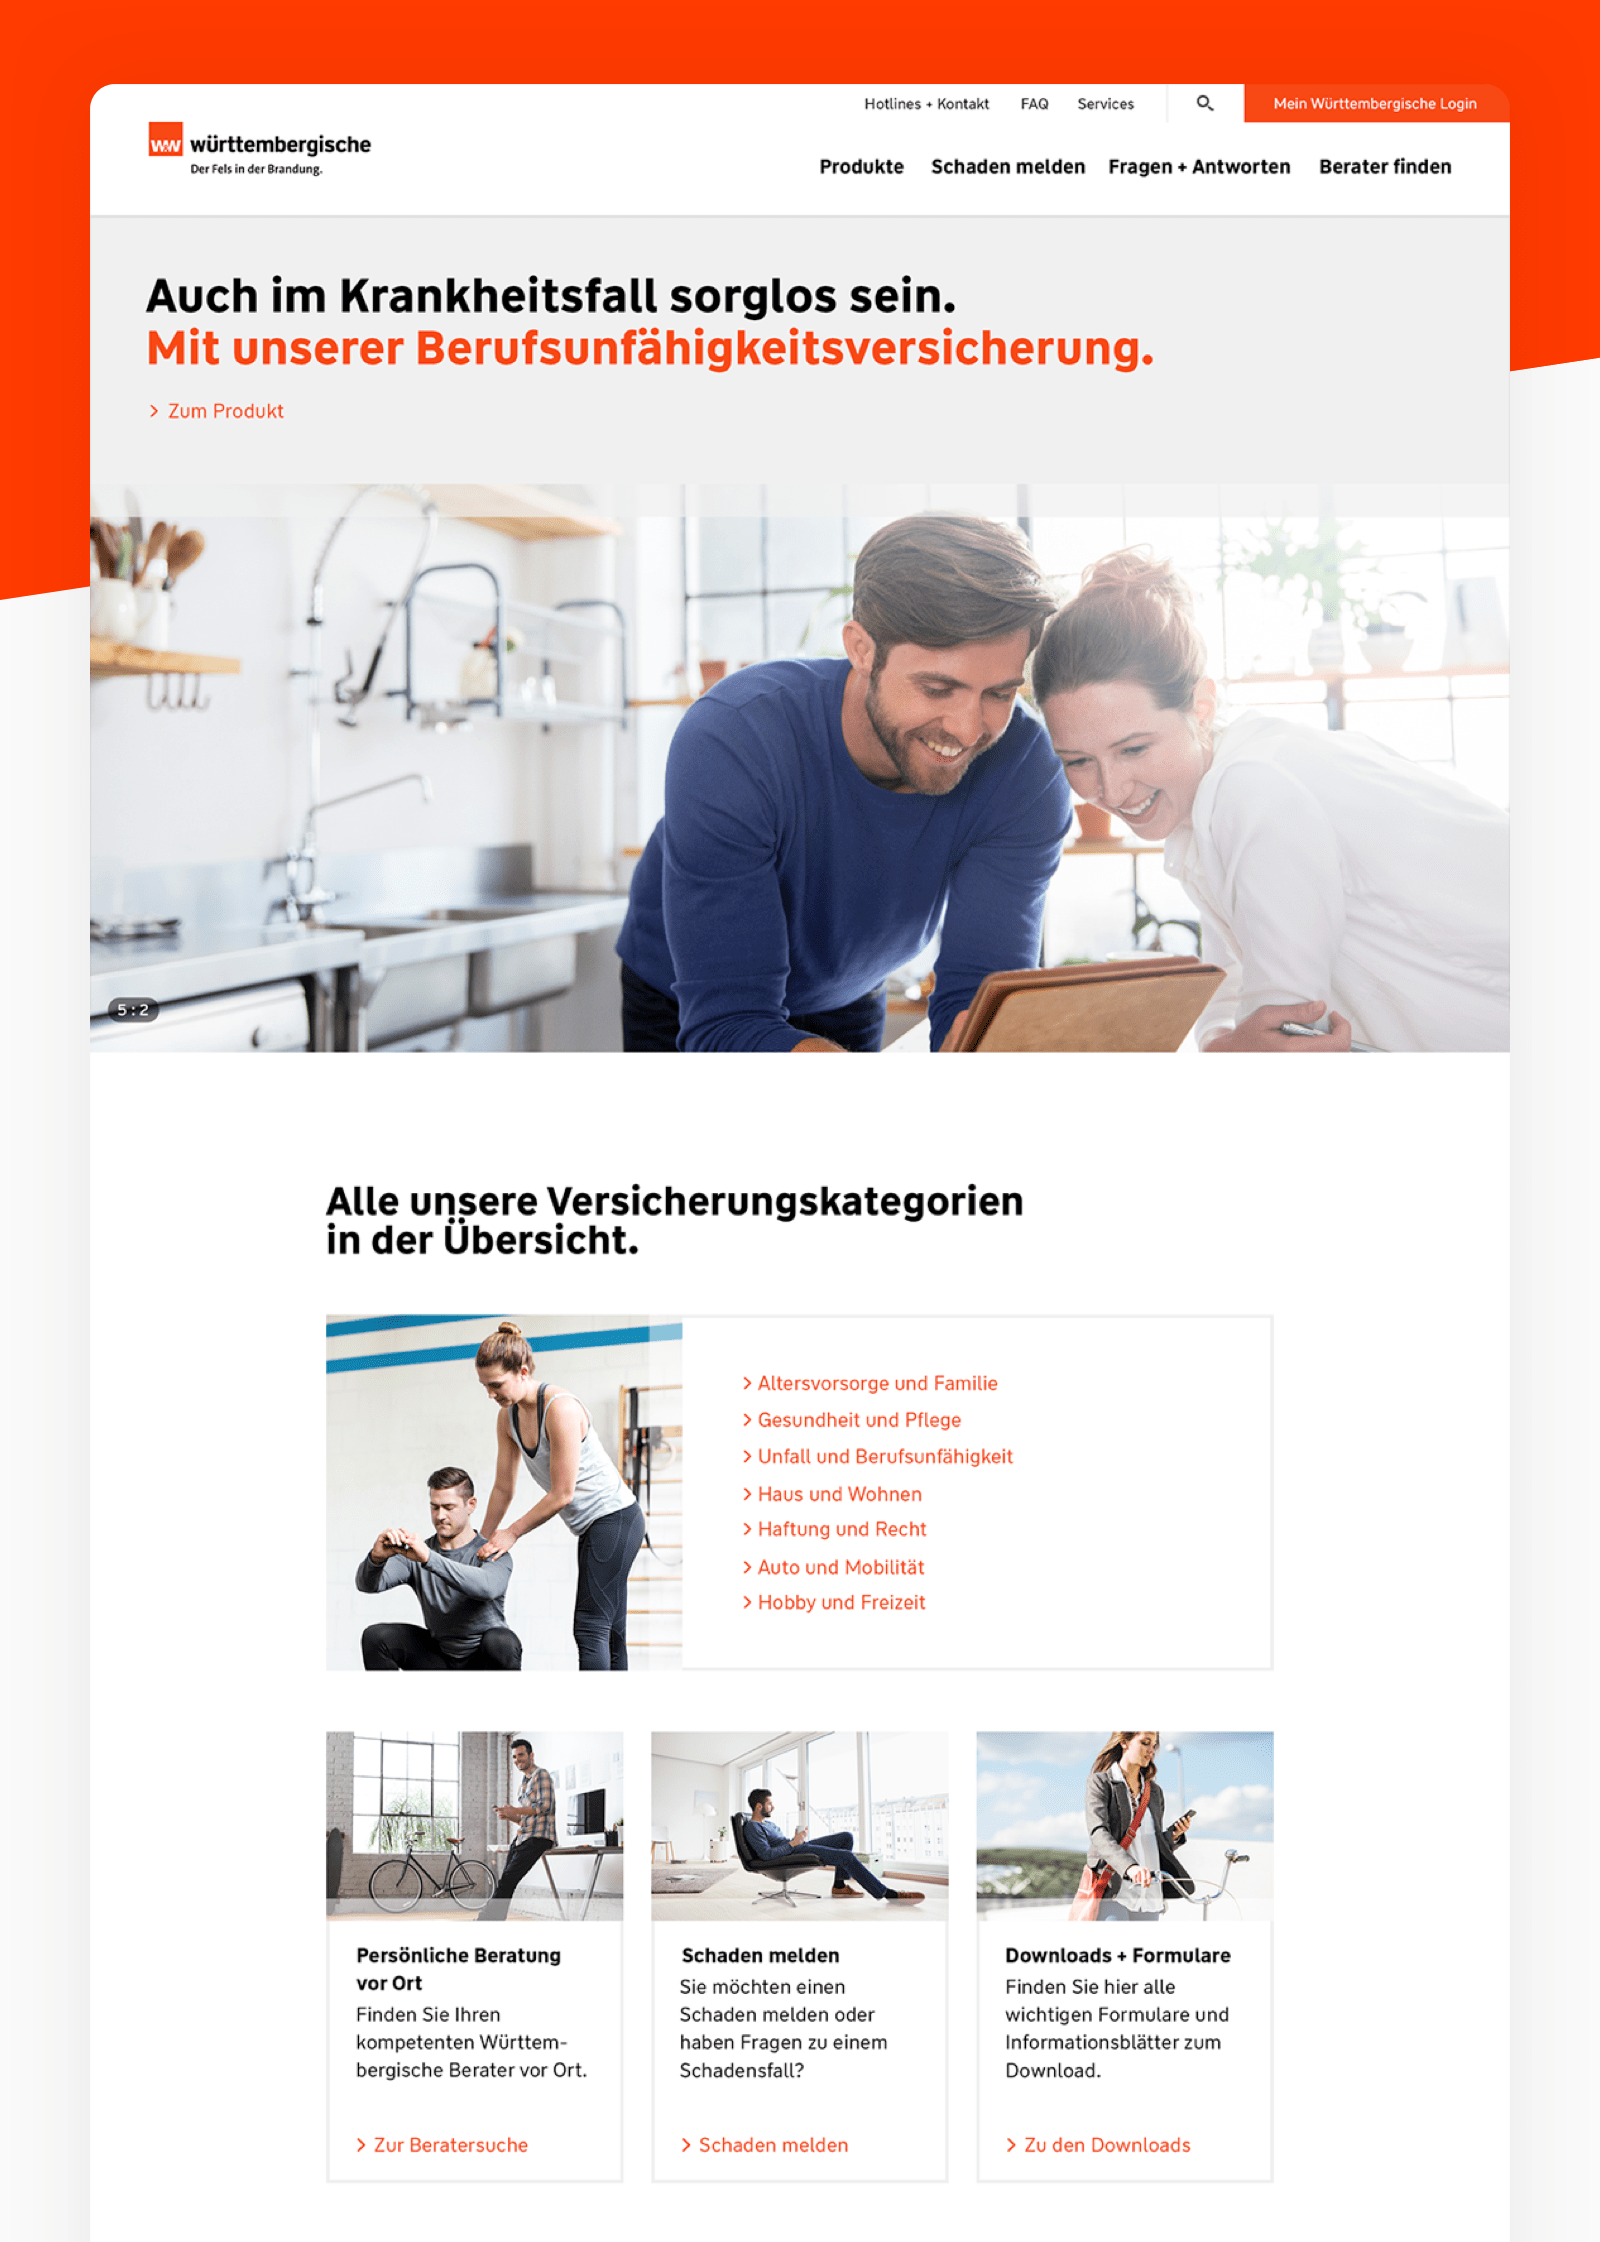 Hotlines + Kontakt
FAQ
Services
Mein Württembergische Login
W&W
württembergische
Der Fels in der Brandung.
Produkte
Schaden melden
Fragen + Antworten
Berater finden
Auch im Krankheitsfall sorglos sein.
Mit unserer Berufsunfähigkeitsversicherung.
Zum Produkt
5:2
Alle unsere Versicherungskategorien
in der Übersicht.
Altersvorsorge und Familie
Gesundheit und Pflege
Unfall und Berufsunfähigkeit
Haus und Wohnen
Haftung und Recht
Auto und Mobilität
Hobby und Freizeit
Persönliche Beratung
vor Ort
Finden Sie Ihren
kompetenten Württem-
bergische Berater vor Ort.
Zur Beratersuche
Schaden melden
Sie möchten einen
Schaden melden oder
haben Fragen zu einem
Schadensfall?
Schaden melden
Downloads + Formulare
Finden Sie hier alle
wichtigen Formulare und
Informationsblätter zum
Download.
Zu den Downloads